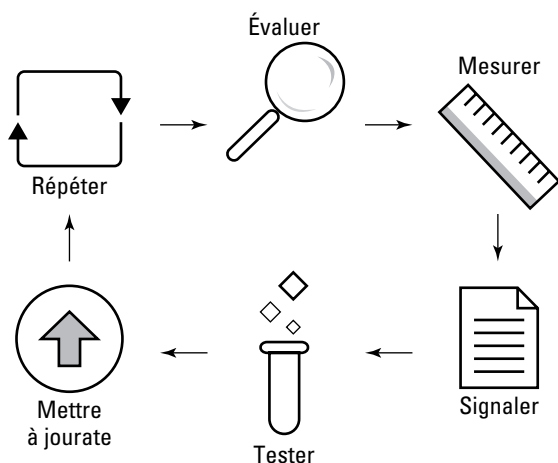 Évaluer
Mesurer
Répéter
Signaler
Mettre
à jourate
Tester